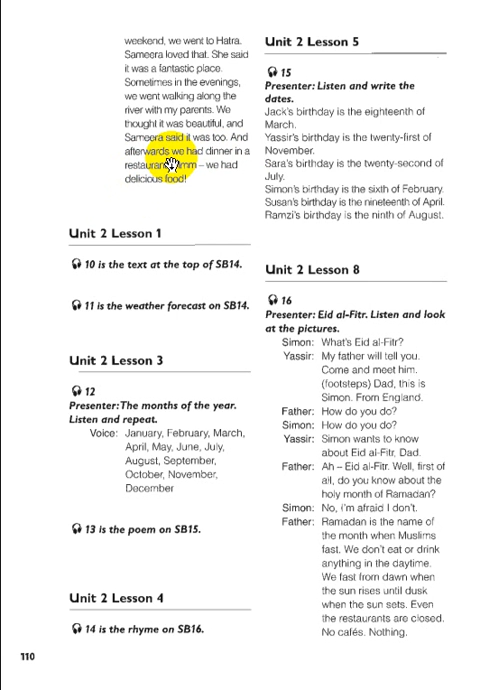 weekend, we went to Hatra.
Sameera loved that. She said
it was a fantastic place.
Sometimes in the evenings,
we went walking along the
river with my parents. We
thought it was beautiful, and
Sameera said it was too. And
afterwards we had dinner in a
restaurant mm – we had
delicious food!
Unit 2 Lesson 1
10 is the text at the top of SB14.
11 is the weather forecast on SB14.
Unit 2 Lesson 3
12
Presenter: The months of the year.
Listen and repeat.
Voice: January, February, March,
April, May, June, July,
August, September,
October, November,
December
13 is the poem on SB15.
Unit 2 Lesson 4
14 is the rhyme on SB16.
110
Unit 2 Lesson 5
15
Presenter: Listen and write the
dates.
Jack's birthday is the eighteenth of
March.
Yassir's birthday is the twenty-first of
November.
Sara's birthday is the twenty-second of
July.
Simon's birthday is the sixth of February.
Susan's birthday is the nineteenth of April.
Ramzi's birthday is the ninth of August.
Unit 2 Lesson 8
16
Presenter: Eid al-Fitr. Listen and look
at the pictures.
Simon: What's Eid al-Fitr?
Yassir: My father will tell you.
Come and meet him.
(footsteps) Dad, this is
Simon. From England.
Father: How do you do?
Simon: How do you do?
Yassir: Simon wants to know
about Eid al-Fitr, Dad.
Father: Ah – Eid al-Fitr. Well, first of
all, do you know about the
holy month of Ramadan?
Simon: No, I'm afraid I don't.
Father: Ramadan is the name of
the month when Muslims
fast. We don't eat or drink
anything in the daytime.
We fast from dawn when
the sun rises until dusk
when the sun sets. Even
the restaurants are closed.
No cafés. Nothing.